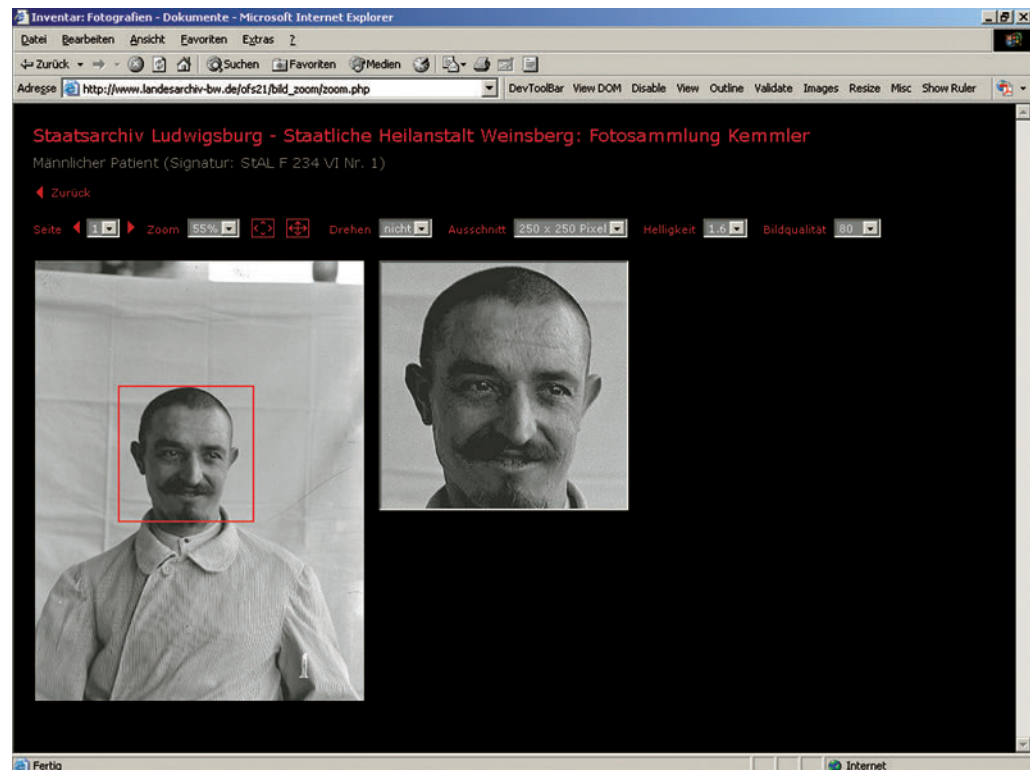 Inventar: Fotografien - Dokumente - Microsoft Internet Explorer
Datei Bearbeiten Ansicht Favoriten Extras ?
Zurück Suchen Favoriten Medien
Adresse http://www.landesarchiv-bw.de/ofs21/bild_zoom/zoom.php DevToolBar View DOM Disable View Outline Validate Images Resize Misc Show Ruler
Staatsarchiv Ludwigsburg - Staatliche Heilanstalt Weinsberg: Fotosammlung Kemmler
Männlicher Patient (Signatur: StAL F 234 VI Nr. 1)
Zurück
Seite 1 Zoom 55% Drehen nicht Ausschnitt 250 x 250 Pixel Helligkeit 1.6 Bildqualität 80
1
Fertig Internet